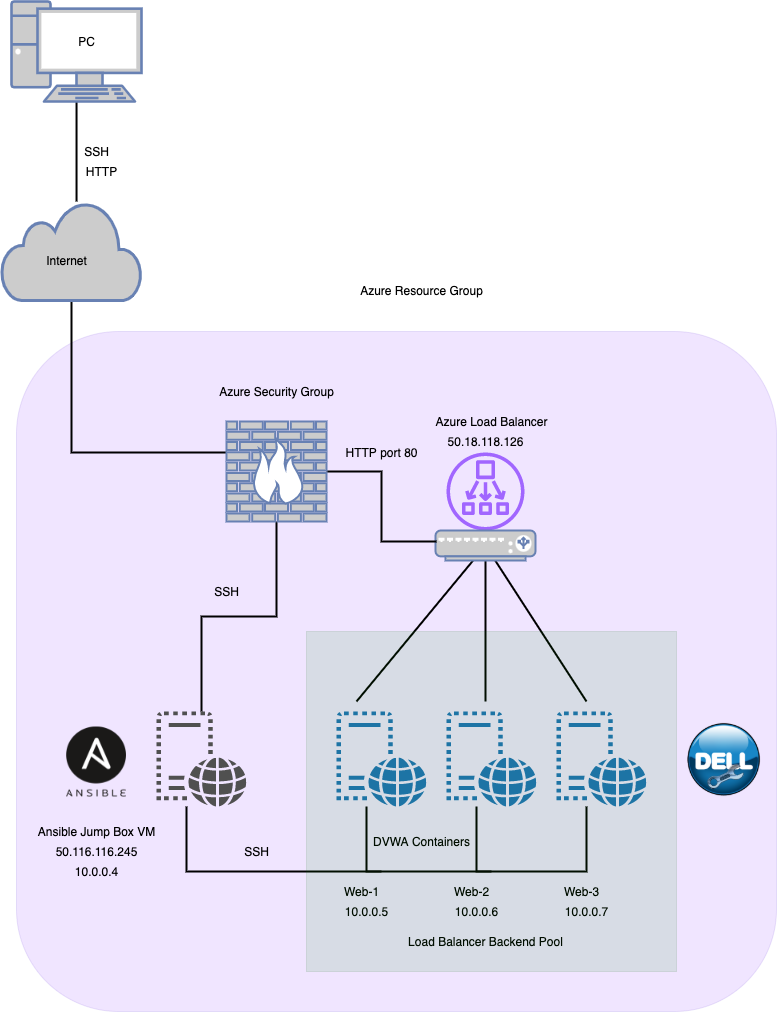 PC
SSH
HTTP
Internet
Azure Resource Group
Azure Security Group
Azure Load Balancer
50.18.118.126
HTTP port 80
SSH
ANSIBLE
DELL
Ansible Jump Box VM
50.116.116.245
10.0.0.4
SSH
DVWA Containers
Web-1
10.0.0.5
Web-2
10.0.0.6
Web-3
10.0.0.7
Load Balancer Backend Pool